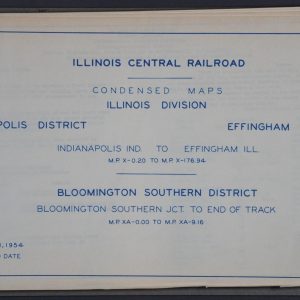 ILLINOIS CENTRAL RAILROAD
CONDENSED MAPS
ILLINOIS DIVISION
POLIS DISTRICT EFFINGHAM
INDIANAPOLIS IND. TO EFFINGHAM ILL.
M.P. X-0.20 TO M.P. X-176.94
BLOOMINGTON SOUTHERN DISTRICT
BLOOMINGTON SOUTHERN JCT. TO END OF TRACK
M.P. XA-0.00 TO M.P. XA-9.16
1, 1954
DATE